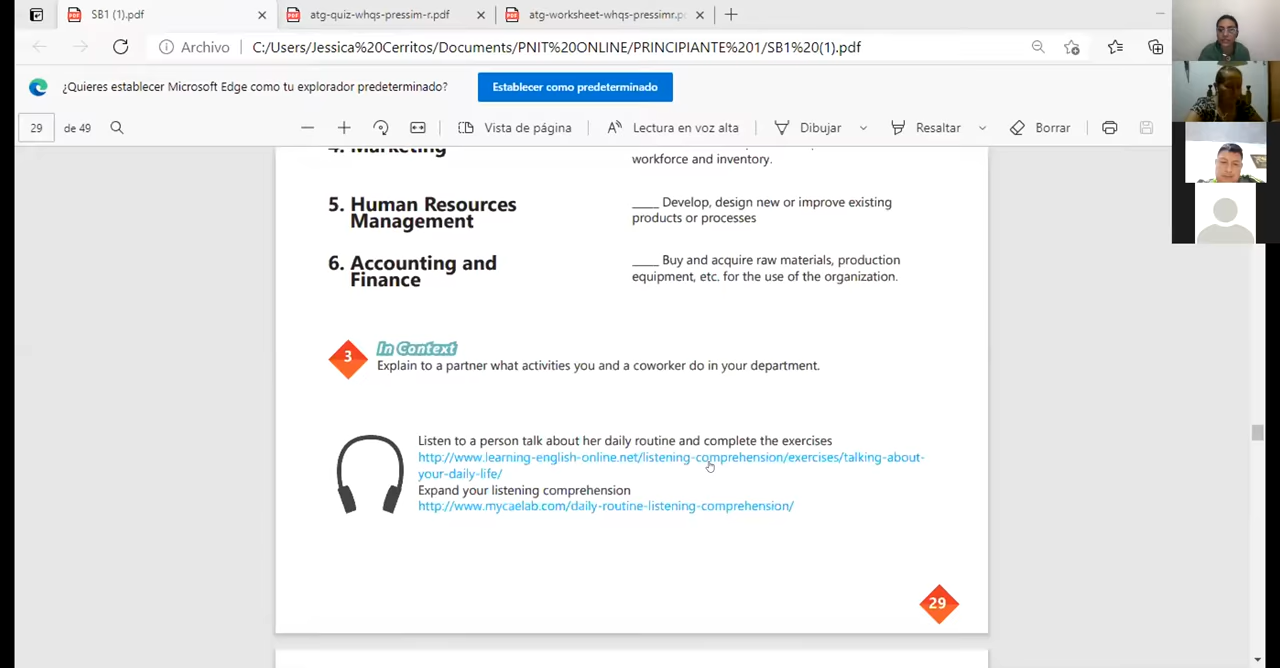 SB1 (1).pdf
atg-quiz-whqs-pressim-r.pdf
atg-worksheet-whqs-pressimr.p
Archivo
C:/Users/Jessica%20Cerritos/Documents/PNIT%20ONLINE/PRINCIPIANTE%201/SB1%20(1).pdf
¿Quieres establecer Microsoft Edge como tu explorador predeterminado?
Establecer como predeterminado
29 de 49
Vista de página
Lectura en voz alta
Dibujar
Resaltar
Borrar
4. Marketing
workforce and inventory.
5. Human Resources
Management
____ Develop, design new or improve existing
products or processes
6. Accounting and
Finance
____ Buy and acquire raw materials, production
equipment, etc. for the use of the organization.
3
In Context
Explain to a partner what activities you and a coworker do in your department.
Listen to a person talk about her daily routine and complete the exercises
http://www.learning-english-online.net/listening-comprehension/exercises/talking-about-
your-daily-life/
Expand your listening comprehension
http://www.mycaelab.com/daily-routine-listening-comprehension/
29